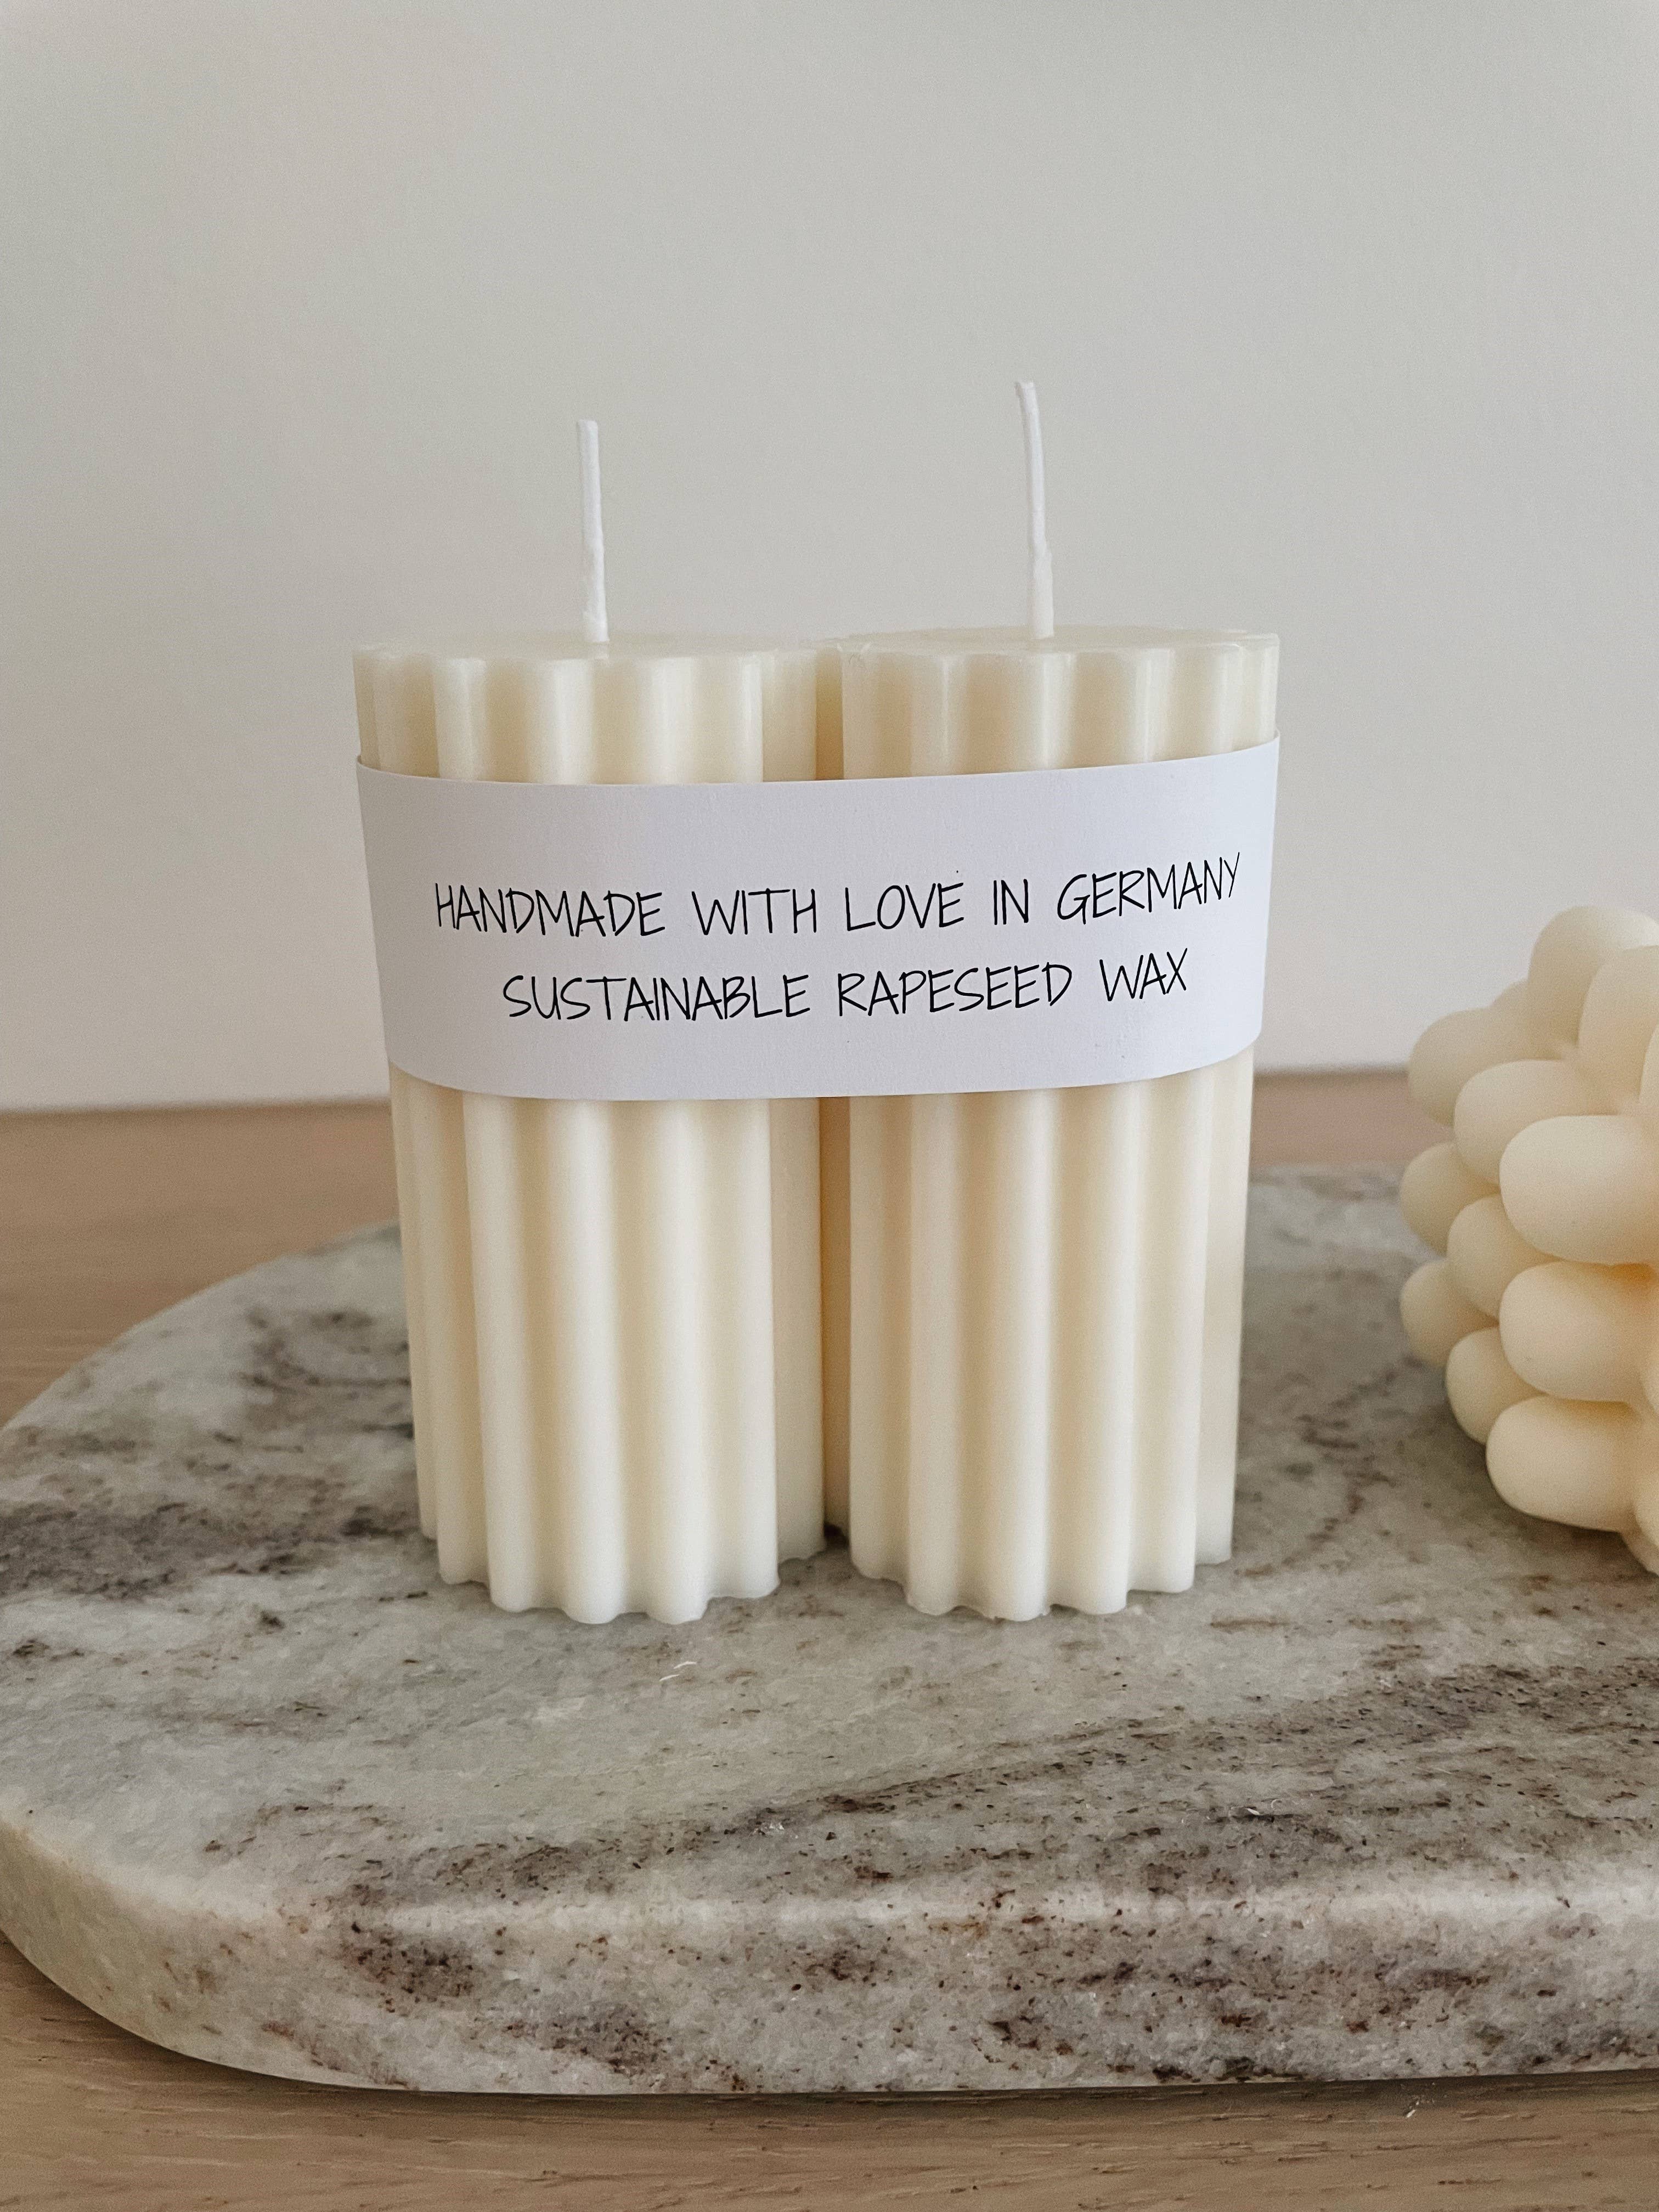 HANDMADE WITH LOVE IN GERMANY
SUSTAINABLE RAPESEED WAX